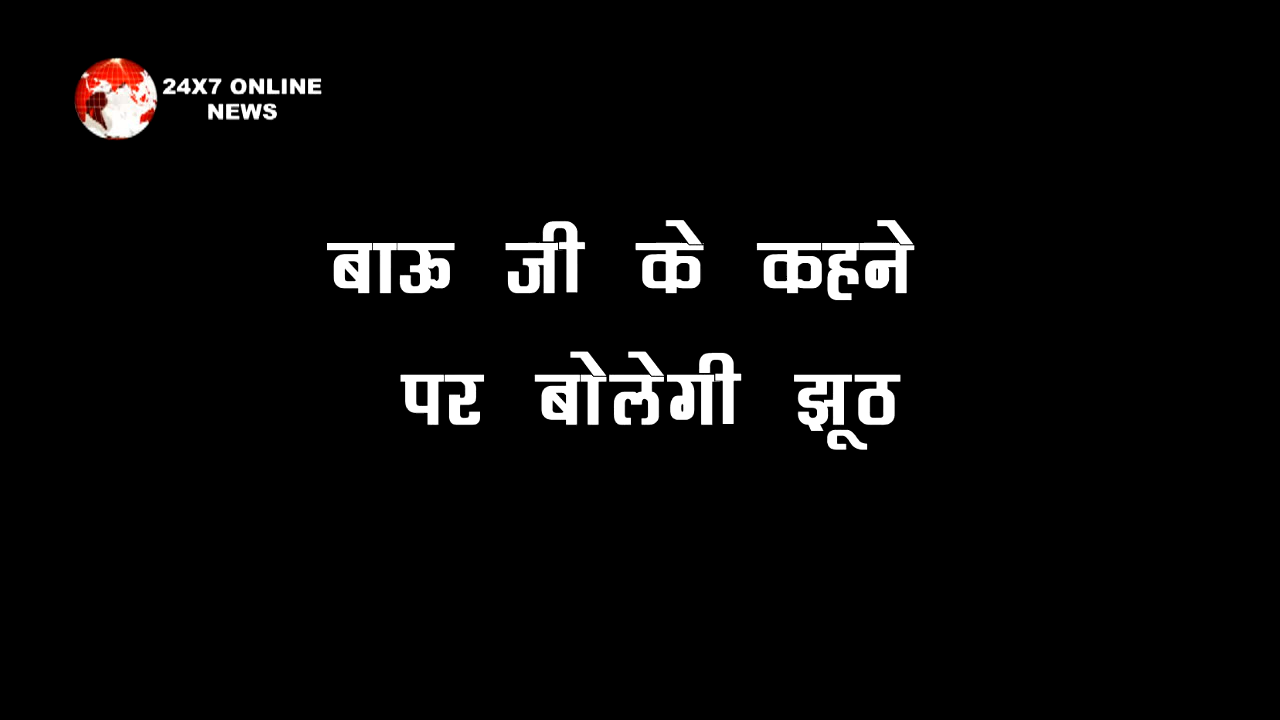 24X7 ONLINE
NEWS
बाऊ जी के कहने
पर बोलेगी झूठ